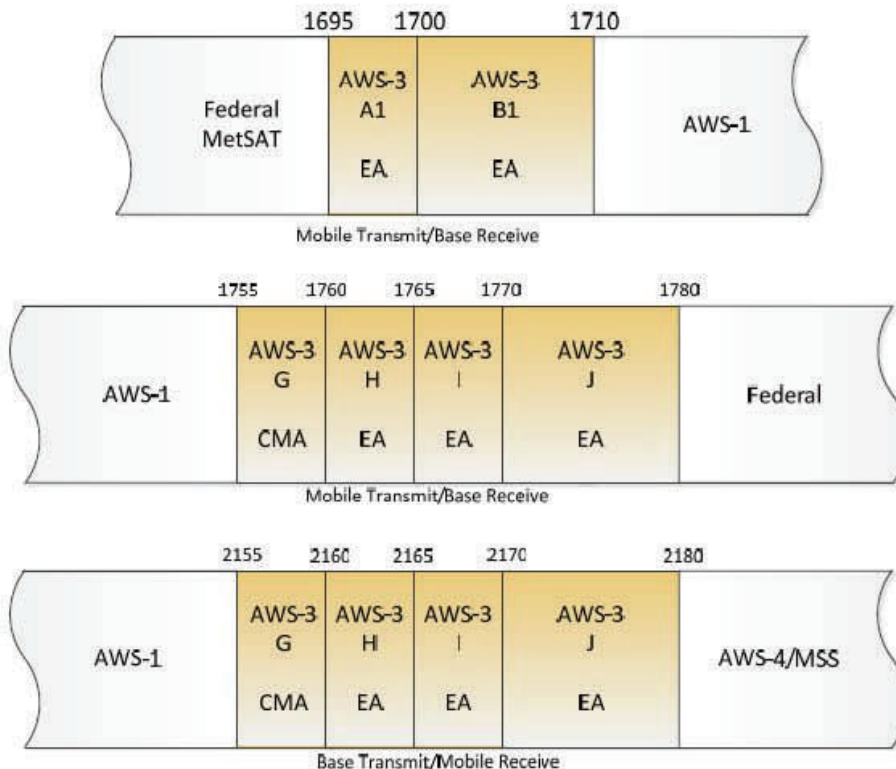 1695 1700 1710
Federal MetSAT
AWS-3 A1 EA
AWS-3 B1 EA
AWS-1
Mobile Transmit/Base Receive
1755 1760 1765 1770 1780
AWS-1
AWS-3 G CMA
AWS-3 H EA
AWS-3 I EA
AWS-3 J EA
Federal
Mobile Transmit/Base Receive
2155 2160 2165 2170 2180
AWS-1
AWS-3 G CMA
AWS-3 H EA
AWS-3 I EA
AWS-3 J EA
AWS-4/MSS
Base Transmit/Mobile Receive